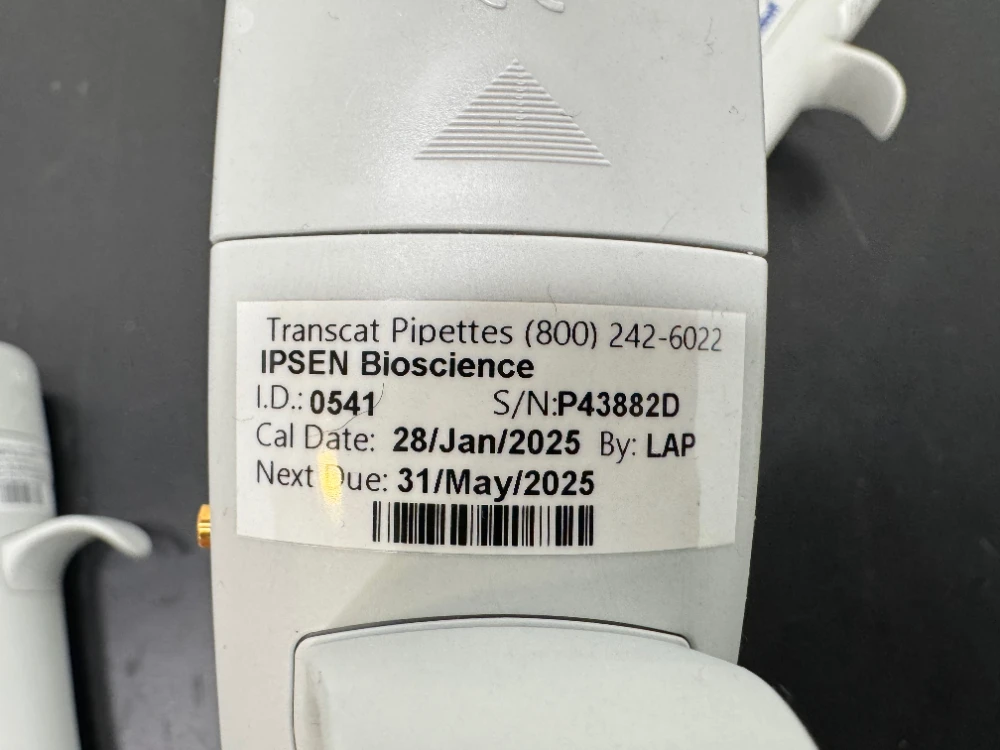 Transcat Pipettes (800) 242-6022
IPSEN Bioscience
I.D.: 0541 S/N:P43882D
Cal Date: 28/Jan/2025 By: LAP
Next Due: 31/May/2025